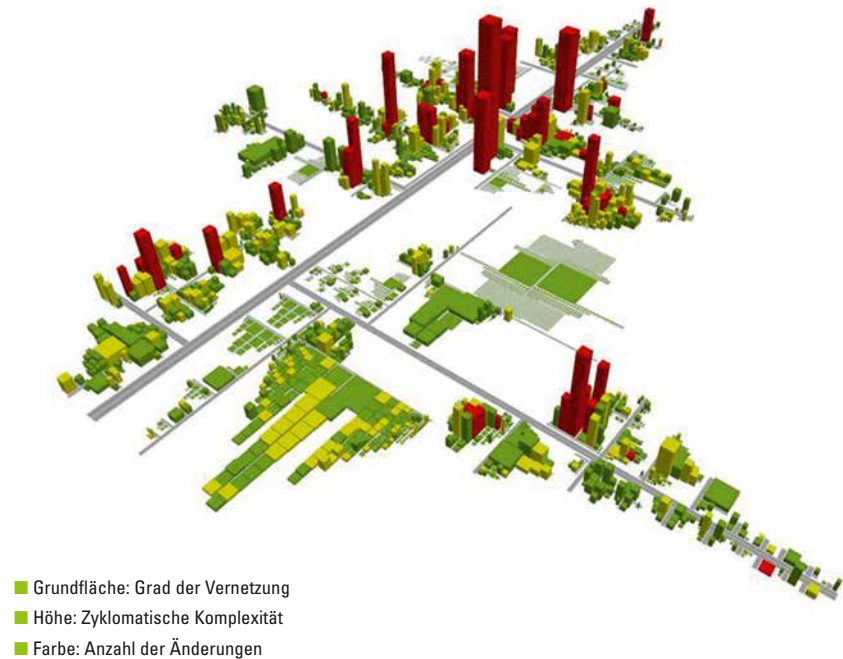 Grundfläche: Grad der Vernetzung
Höhe: Zyklomatische Komplexität
Farbe: Anzahl der Änderungen